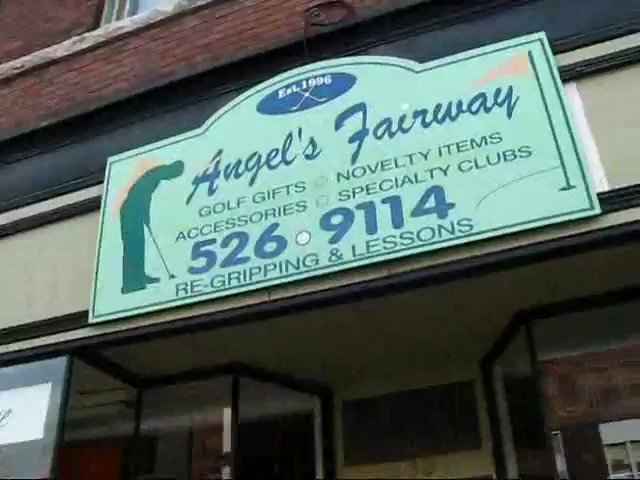 Est. 1996
Angel's Fairway
GOLF GIFTS NOVELTY ITEMS
ACCESSORIES SPECIALTY CLUBS
526 • 9114
RE-GRIPPING & LESSONS